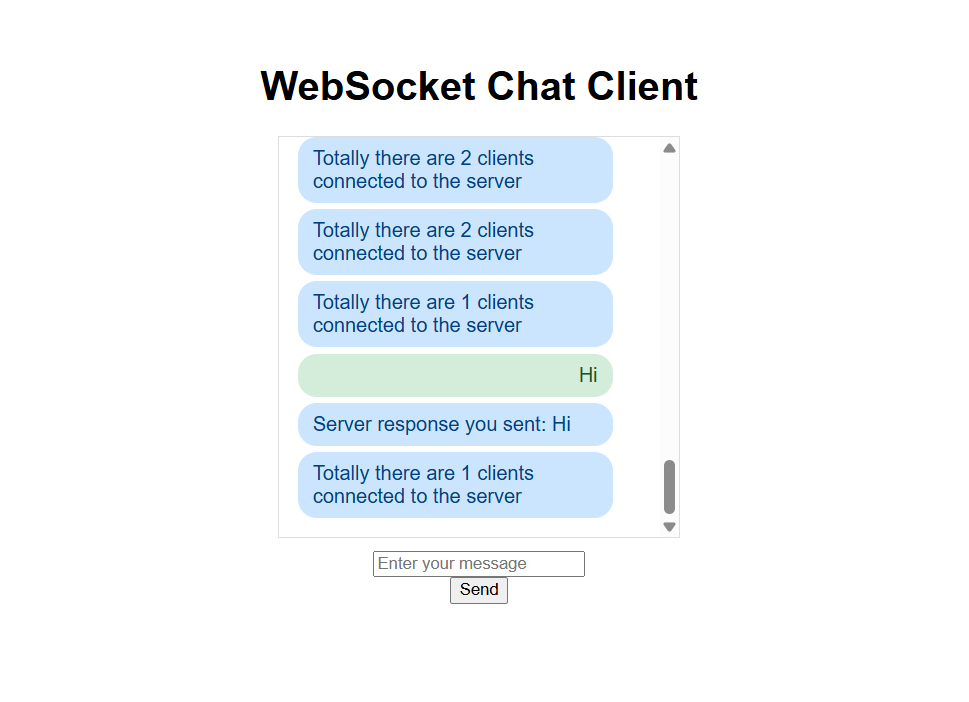 WebSocket Chat Client
Totally there are 2 clients
connected to the server
Totally there are 2 clients
connected to the server
Totally there are 1 clients
connected to the server
Hi
Server response you sent: Hi
Totally there are 1 clients
connected to the server
Enter your message
Send